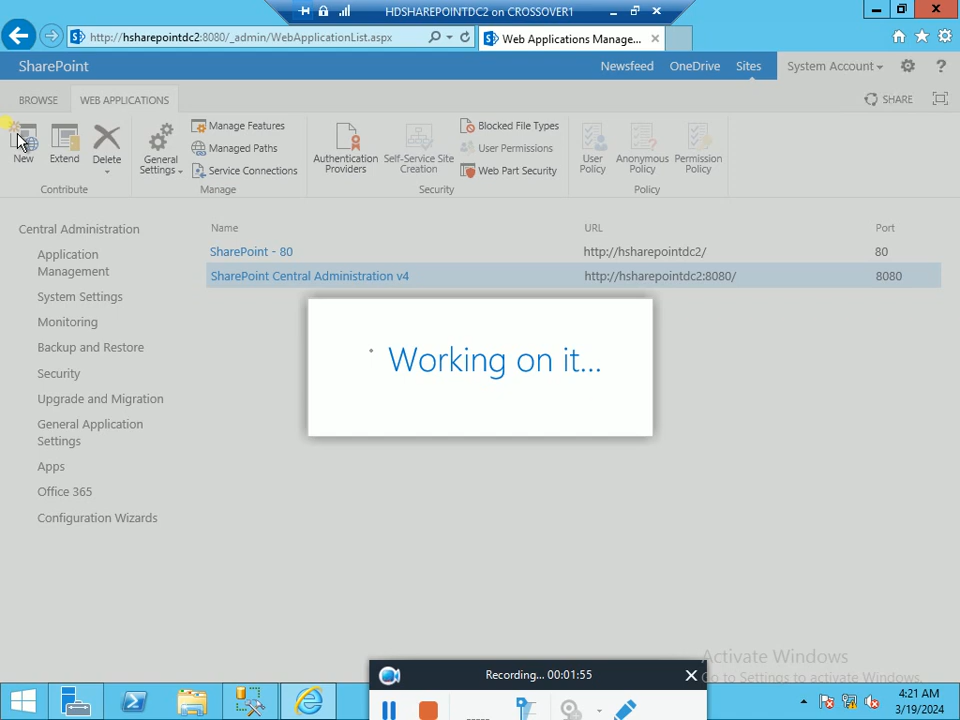 HDSHAREPOINTDC2 on CROSSOVER1
http://hsharepointdc2:8080/_admin/WebApplicationList.aspx
Web Applications Manage...
SharePoint
Newsfeed
OneDrive
Sites
System Account
?
BROWSE
WEB APPLICATIONS
SHARE
New
Extend
Delete
General Settings
Manage Features
Manage Paths
Service Connections
Authentication Providers
Self-Service Site Creation
Blocked File Types
User Permissions
Web Part Security
User Policy
Anonymous Policy
Permission Policy
Contribute
Manage
Security
Policy
Central Administration
Application Management
System Settings
Monitoring
Backup and Restore
Security
Upgrade and Migration
General Application Settings
Apps
Office 365
Configuration Wizards
Name
URL
Port
SharePoint - 80
http://hsharepointdc2/
80
SharePoint Central Administration v4
http://hsharepointdc2:8080/
8080
Working on it...
Activate Windows
Go to Settings to activate Windows.
Recording... 00:01:55
4:21 AM
3/19/2024